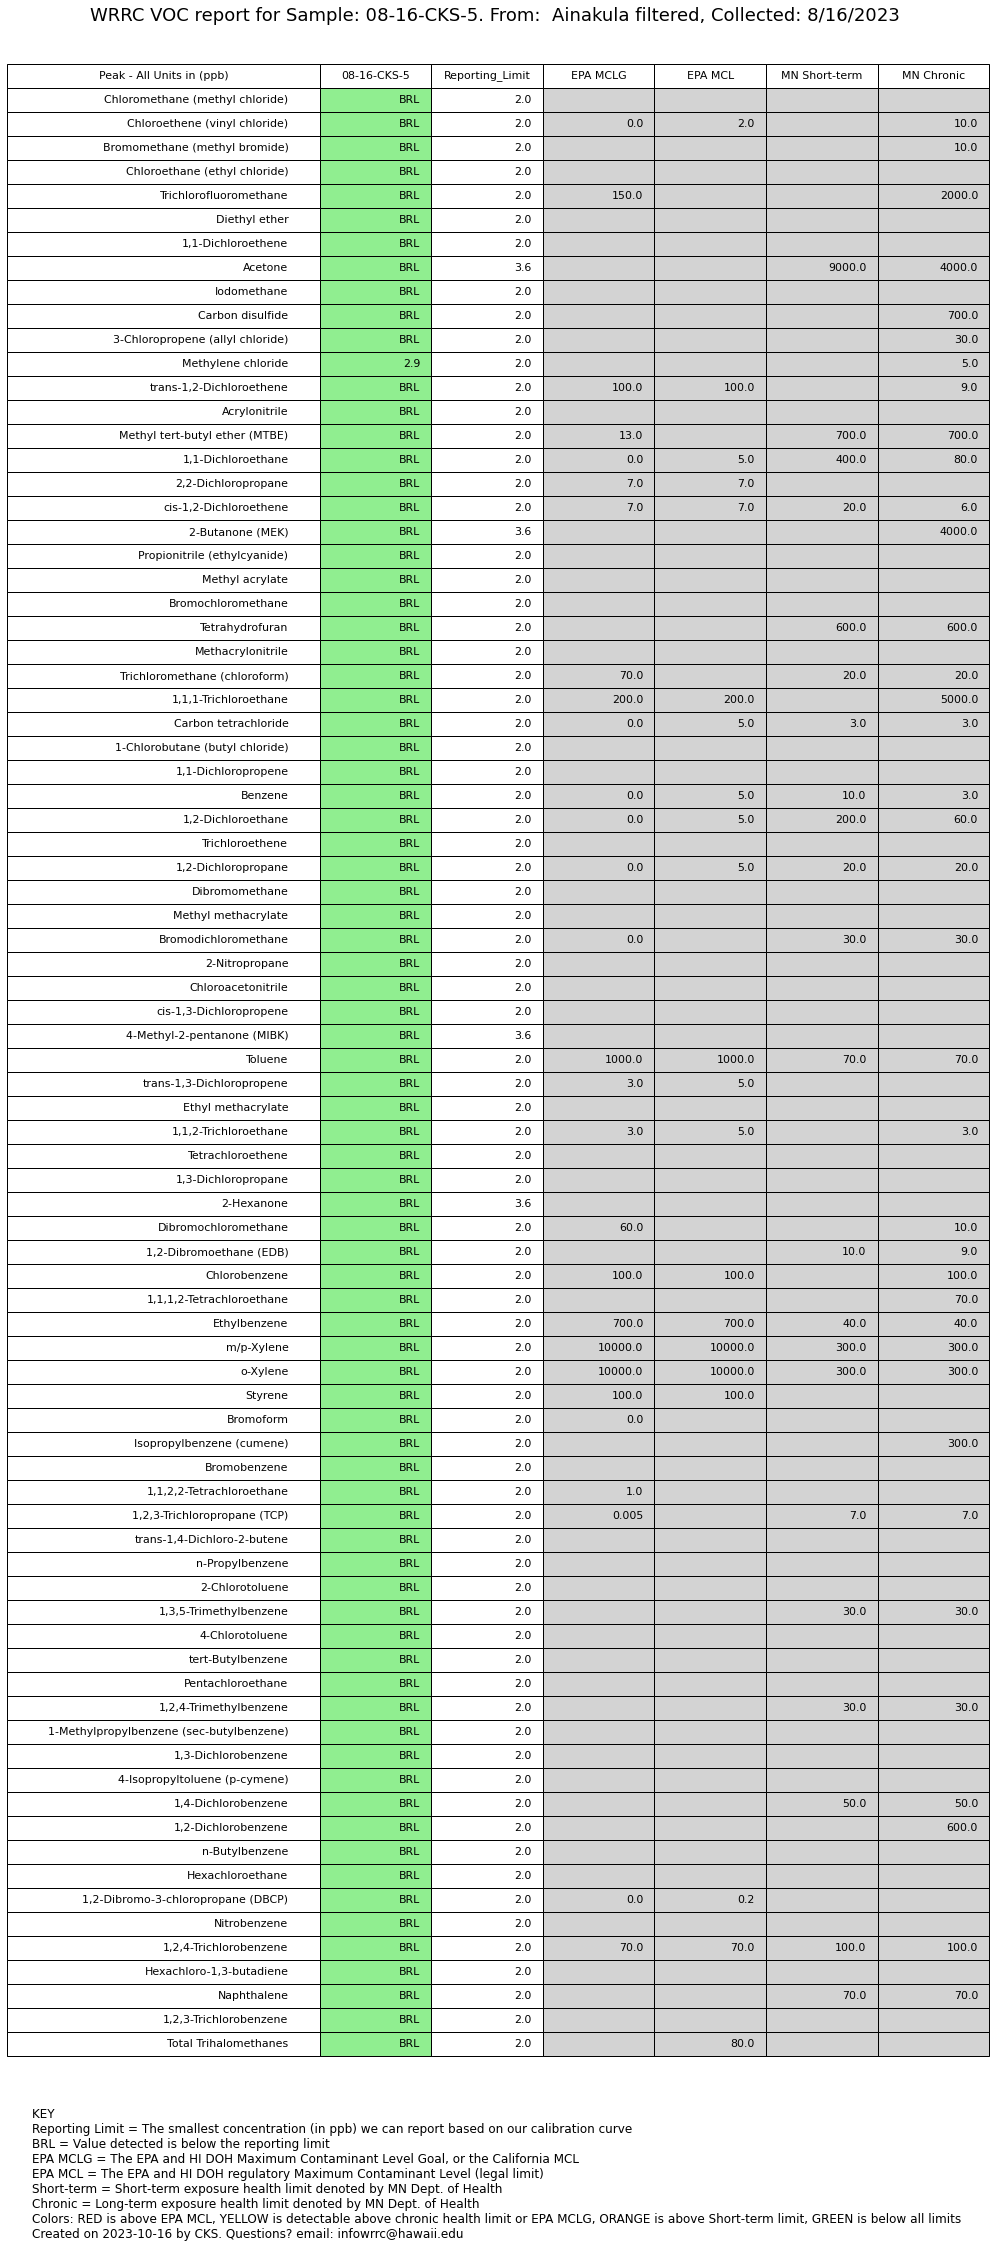 WRRC VOC report for Sample: 08-16-CKS-5. From:  Ainakula filtered, Collected: 8/16/2023
Peak - All Units in (ppb) 08-16-CKS-5 Reporting_Limit EPA MCLG EPA MCL MN Short-term MN Chronic
Chloromethane (methyl chloride) BRL 2.0
Chloroethene (vinyl chloride) BRL 2.0 0.0 2.0 10.0
Bromomethane (methyl bromide) BRL 2.0 10.0
Chloroethane (ethyl chloride) BRL 2.0
Trichlorofluoromethane BRL 2.0 150.0 2000.0
Diethyl ether BRL 2.0
1,1-Dichloroethene BRL 2.0
Acetone BRL 3.6 9000.0 4000.0
Iodomethane BRL 2.0
Carbon disulfide BRL 2.0 700.0
3-Chloropropene (allyl chloride) BRL 2.0 30.0
Methylene chloride 2.9 2.0 5.0
trans-1,2-Dichloroethene BRL 2.0 100.0 100.0 9.0
Acrylonitrile BRL 2.0
Methyl tert-butyl ether (MTBE) BRL 2.0 13.0 700.0 700.0
1,1-Dichloroethane BRL 2.0 0.0 5.0 400.0 80.0
2,2-Dichloropropane BRL 2.0 7.0 7.0
cis-1,2-Dichloroethene BRL 2.0 7.0 7.0 20.0 6.0
2-Butanone (MEK) BRL 3.6 4000.0
Propionitrile (ethylcyanide) BRL 2.0
Methyl acrylate BRL 2.0
Bromochloromethane BRL 2.0
Tetrahydrofuran BRL 2.0 600.0 600.0
Methacrylonitrile BRL 2.0
Trichloromethane (chloroform) BRL 2.0 70.0 20.0 20.0
1,1,1-Trichloroethane BRL 2.0 200.0 200.0 5000.0
Carbon tetrachloride BRL 2.0 0.0 5.0 3.0 3.0
1-Chlorobutane (butyl chloride) BRL 2.0
1,1-Dichloropropene BRL 2.0
Benzene BRL 2.0 0.0 5.0 10.0 3.0
1,2-Dichloroethane BRL 2.0 0.0 5.0 200.0 60.0
Trichloroethene BRL 2.0
1,2-Dichloropropane BRL 2.0 0.0 5.0 20.0 20.0
Dibromomethane BRL 2.0
Methyl methacrylate BRL 2.0
Bromodichloromethane BRL 2.0 0.0 30.0 30.0
2-Nitropropane BRL 2.0
Chloroacetonitrile BRL 2.0
cis-1,3-Dichloropropene BRL 2.0
4-Methyl-2-pentanone (MIBK) BRL 3.6
Toluene BRL 2.0 1000.0 1000.0 70.0 70.0
trans-1,3-Dichloropropene BRL 2.0 3.0 5.0
Ethyl methacrylate BRL 2.0
1,1,2-Trichloroethane BRL 2.0 3.0 5.0 3.0
Tetrachloroethene BRL 2.0
1,3-Dichloropropane BRL 2.0
2-Hexanone BRL 3.6
Dibromochloromethane BRL 2.0 60.0 10.0
1,2-Dibromoethane (EDB) BRL 2.0 10.0 9.0
Chlorobenzene BRL 2.0 100.0 100.0 100.0
1,1,1,2-Tetrachloroethane BRL 2.0 70.0
Ethylbenzene BRL 2.0 700.0 700.0 40.0 40.0
m/p-Xylene BRL 2.0 10000.0 10000.0 300.0 300.0
o-Xylene BRL 2.0 10000.0 10000.0 300.0 300.0
Styrene BRL 2.0 100.0 100.0
Bromoform BRL 2.0 0.0
Isopropylbenzene (cumene) BRL 2.0 300.0
Bromobenzene BRL 2.0
1,1,2,2-Tetrachloroethane BRL 2.0 1.0
1,2,3-Trichloropropane (TCP) BRL 2.0 0.005 7.0 7.0
trans-1,4-Dichloro-2-butene BRL 2.0
n-Propylbenzene BRL 2.0
2-Chlorotoluene BRL 2.0
1,3,5-Trimethylbenzene BRL 2.0 30.0 30.0
4-Chlorotoluene BRL 2.0
tert-Butylbenzene BRL 2.0
Pentachloroethane BRL 2.0
1,2,4-Trimethylbenzene BRL 2.0 30.0 30.0
1-Methylpropylbenzene (sec-butylbenzene) BRL 2.0
1,3-Dichlorobenzene BRL 2.0
4-Isopropyltoluene (p-cymene) BRL 2.0
1,4-Dichlorobenzene BRL 2.0 50.0 50.0
1,2-Dichlorobenzene BRL 2.0 600.0
n-Butylbenzene BRL 2.0
Hexachloroethane BRL 2.0
1,2-Dibromo-3-chloropropane (DBCP) BRL 2.0 0.0 0.2
Nitrobenzene BRL 2.0
1,2,4-Trichlorobenzene BRL 2.0 70.0 70.0 100.0 100.0
Hexachloro-1,3-butadiene BRL 2.0
Naphthalene BRL 2.0 70.0 70.0
1,2,3-Trichlorobenzene BRL 2.0
Total Trihalomethanes BRL 2.0 80.0
KEY
Reporting Limit = The smallest concentration (in ppb) we can report based on our calibration curve
BRL = Value detected is below the reporting limit
EPA MCLG = The EPA and HI DOH Maximum Contaminant Level Goal, or the California MCL
EPA MCL = The EPA and HI DOH regulatory Maximum Contaminant Level (legal limit)
Short-term = Short-term exposure health limit denoted by MN Dept. of Health
Chronic = Long-term exposure health limit denoted by MN Dept. of Health
Colors: RED is above EPA MCL, YELLOW is detectable above chronic health limit or EPA MCLG, ORANGE is above Short-term limit, GREEN is below all limits
Created on 2023-10-16 by CKS. Questions? email: infowrrc@hawaii.edu